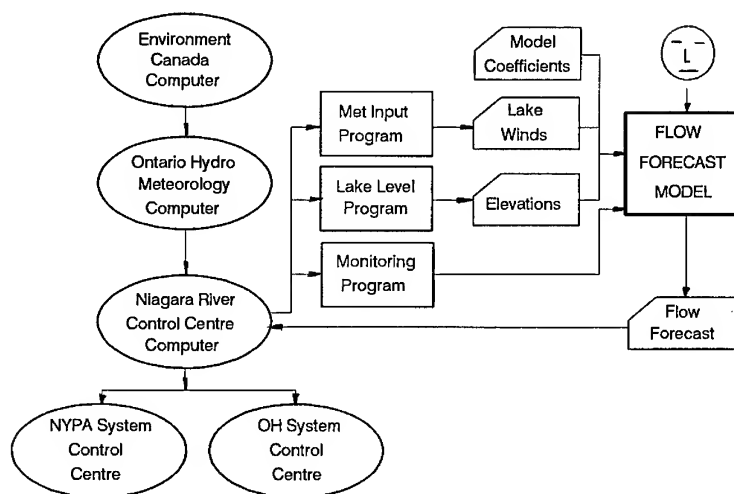 Environment
Canada
Computer
Ontario Hydro
Meteorology
Computer
Niagara River
Control Centre
Computer
NYPA System
Control
Centre
OH System
Control
Centre
Met Input
Program
Lake Level
Program
Monitoring
Program
Model
Coefficients
Lake
Winds
Elevations
FLOW
FORECAST
MODEL
Flow
Forecast